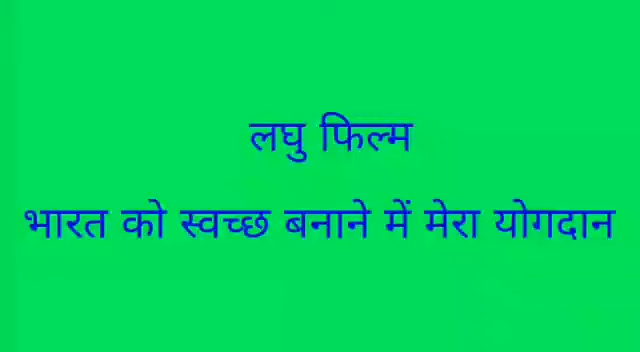 लघु फिल्म
भारत को स्वच्छ बनाने में मेरा योगदान